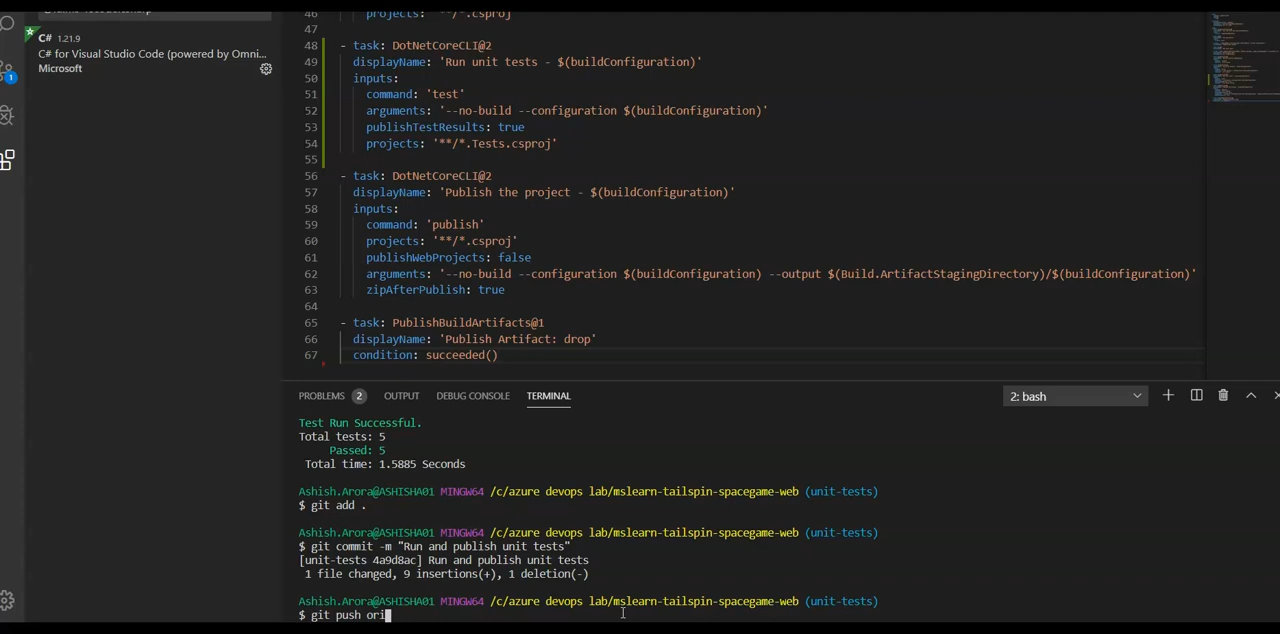 C# 1.21.9
C# for Visual Studio Code (powered by Omni...
Microsoft
1
46 projects: '**/*.csproj'
47
48 - task: DotNetCoreCLI@2
49 displayName: 'Run unit tests - $(buildConfiguration)'
50 inputs:
51 command: 'test'
52 arguments: '--no-build --configuration $(buildConfiguration)'
53 publishTestResults: true
54 projects: '**/*.Tests.csproj'
55
56 - task: DotNetCoreCLI@2
57 displayName: 'Publish the project - $(buildConfiguration)'
58 inputs:
59 command: 'publish'
60 projects: '**/*.csproj'
61 publishWebProjects: false
62 arguments: '--no-build --configuration $(buildConfiguration) --output $(Build.ArtifactStagingDirectory)/$(buildConfiguration)'
63 zipAfterPublish: true
64
65 - task: PublishBuildArtifacts@1
66 displayName: 'Publish Artifact: drop'
67 condition: succeeded()
PROBLEMS 2 OUTPUT DEBUG CONSOLE TERMINAL 2: bash
Test Run Successful.
Total tests: 5
Passed: 5
Total time: 1.5885 Seconds
Ashish.Arora@ASHISHA01 MINGW64 /c/azure devops lab/mslearn-tailspin-spacegame-web (unit-tests)
$ git add .
Ashish.Arora@ASHISHA01 MINGW64 /c/azure devops lab/mslearn-tailspin-spacegame-web (unit-tests)
$ git commit -m "Run and publish unit tests"
[unit-tests 4a9d8ac] Run and publish unit tests
1 file changed, 9 insertions(+), 1 deletion(-)
Ashish.Arora@ASHISHA01 MINGW64 /c/azure devops lab/mslearn-tailspin-spacegame-web (unit-tests)
$ git push ori